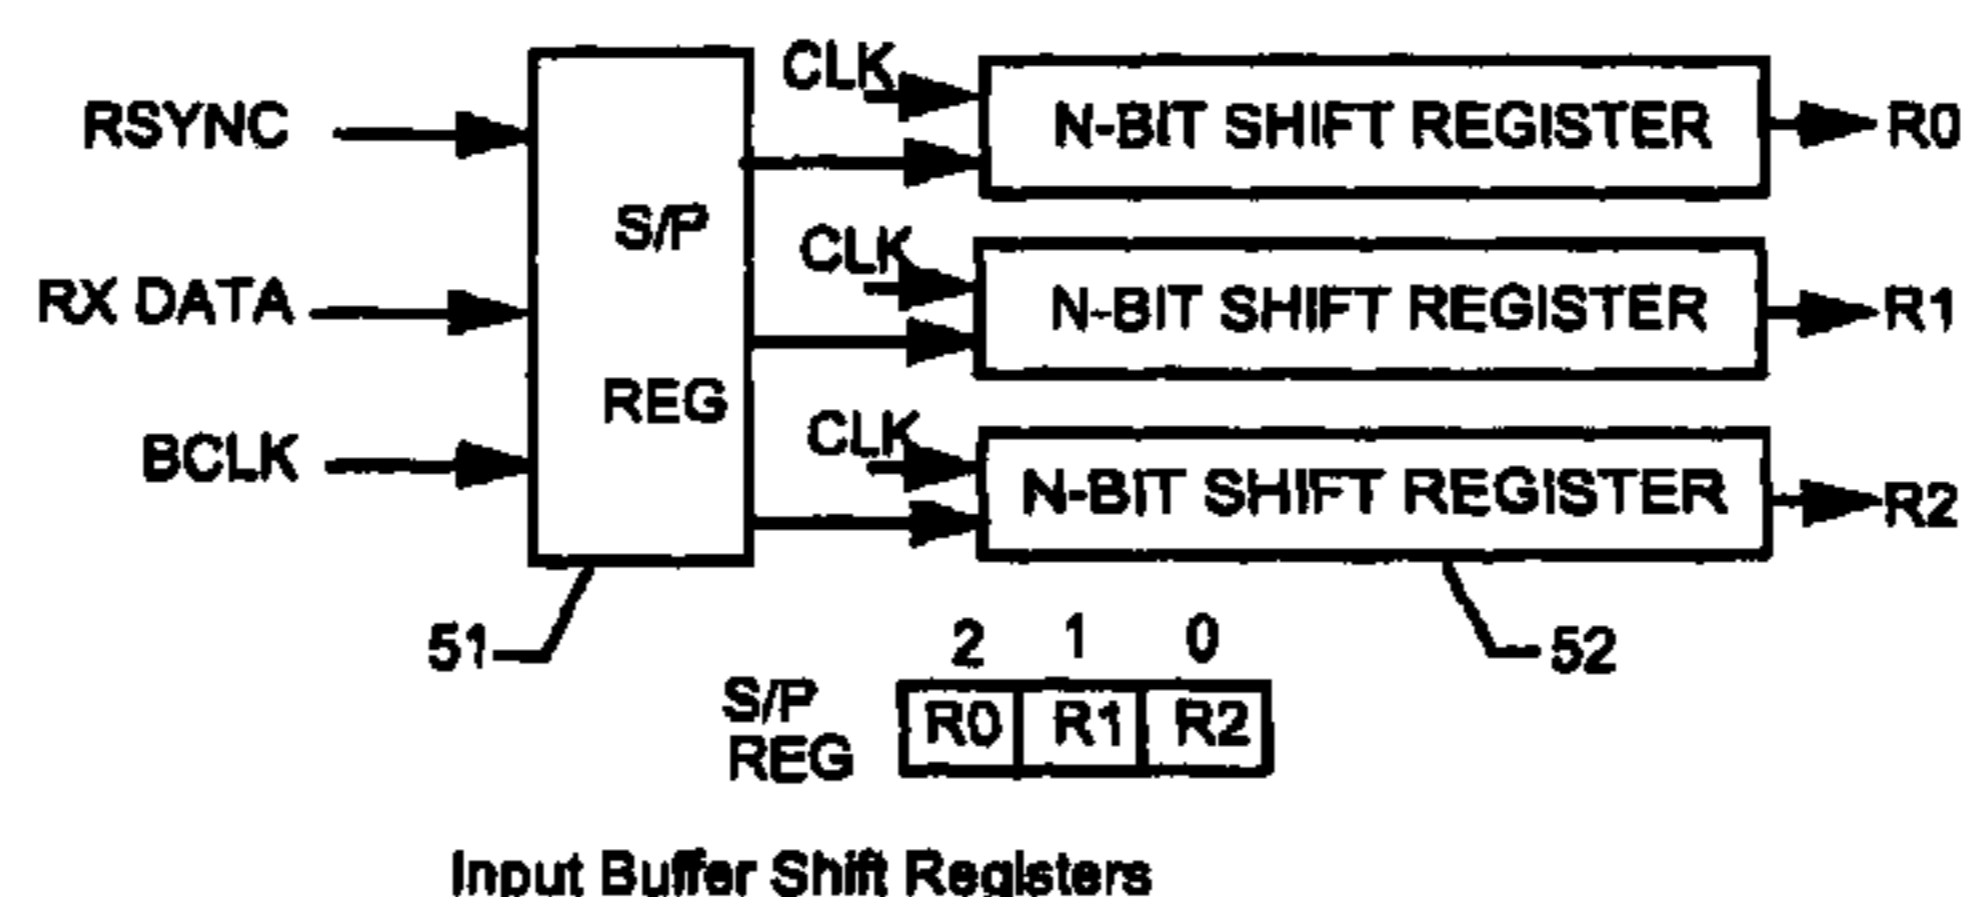 RSYNC
RX DATA
BCLK
S/P
REG
CLK
N-BIT SHIFT REGISTER
R0
CLK
N-BIT SHIFT REGISTER
R1
CLK
N-BIT SHIFT REGISTER
R2
51
52
2 1 0
S/P
REG
R0 R1 R2
Input Buffer Shift Registers